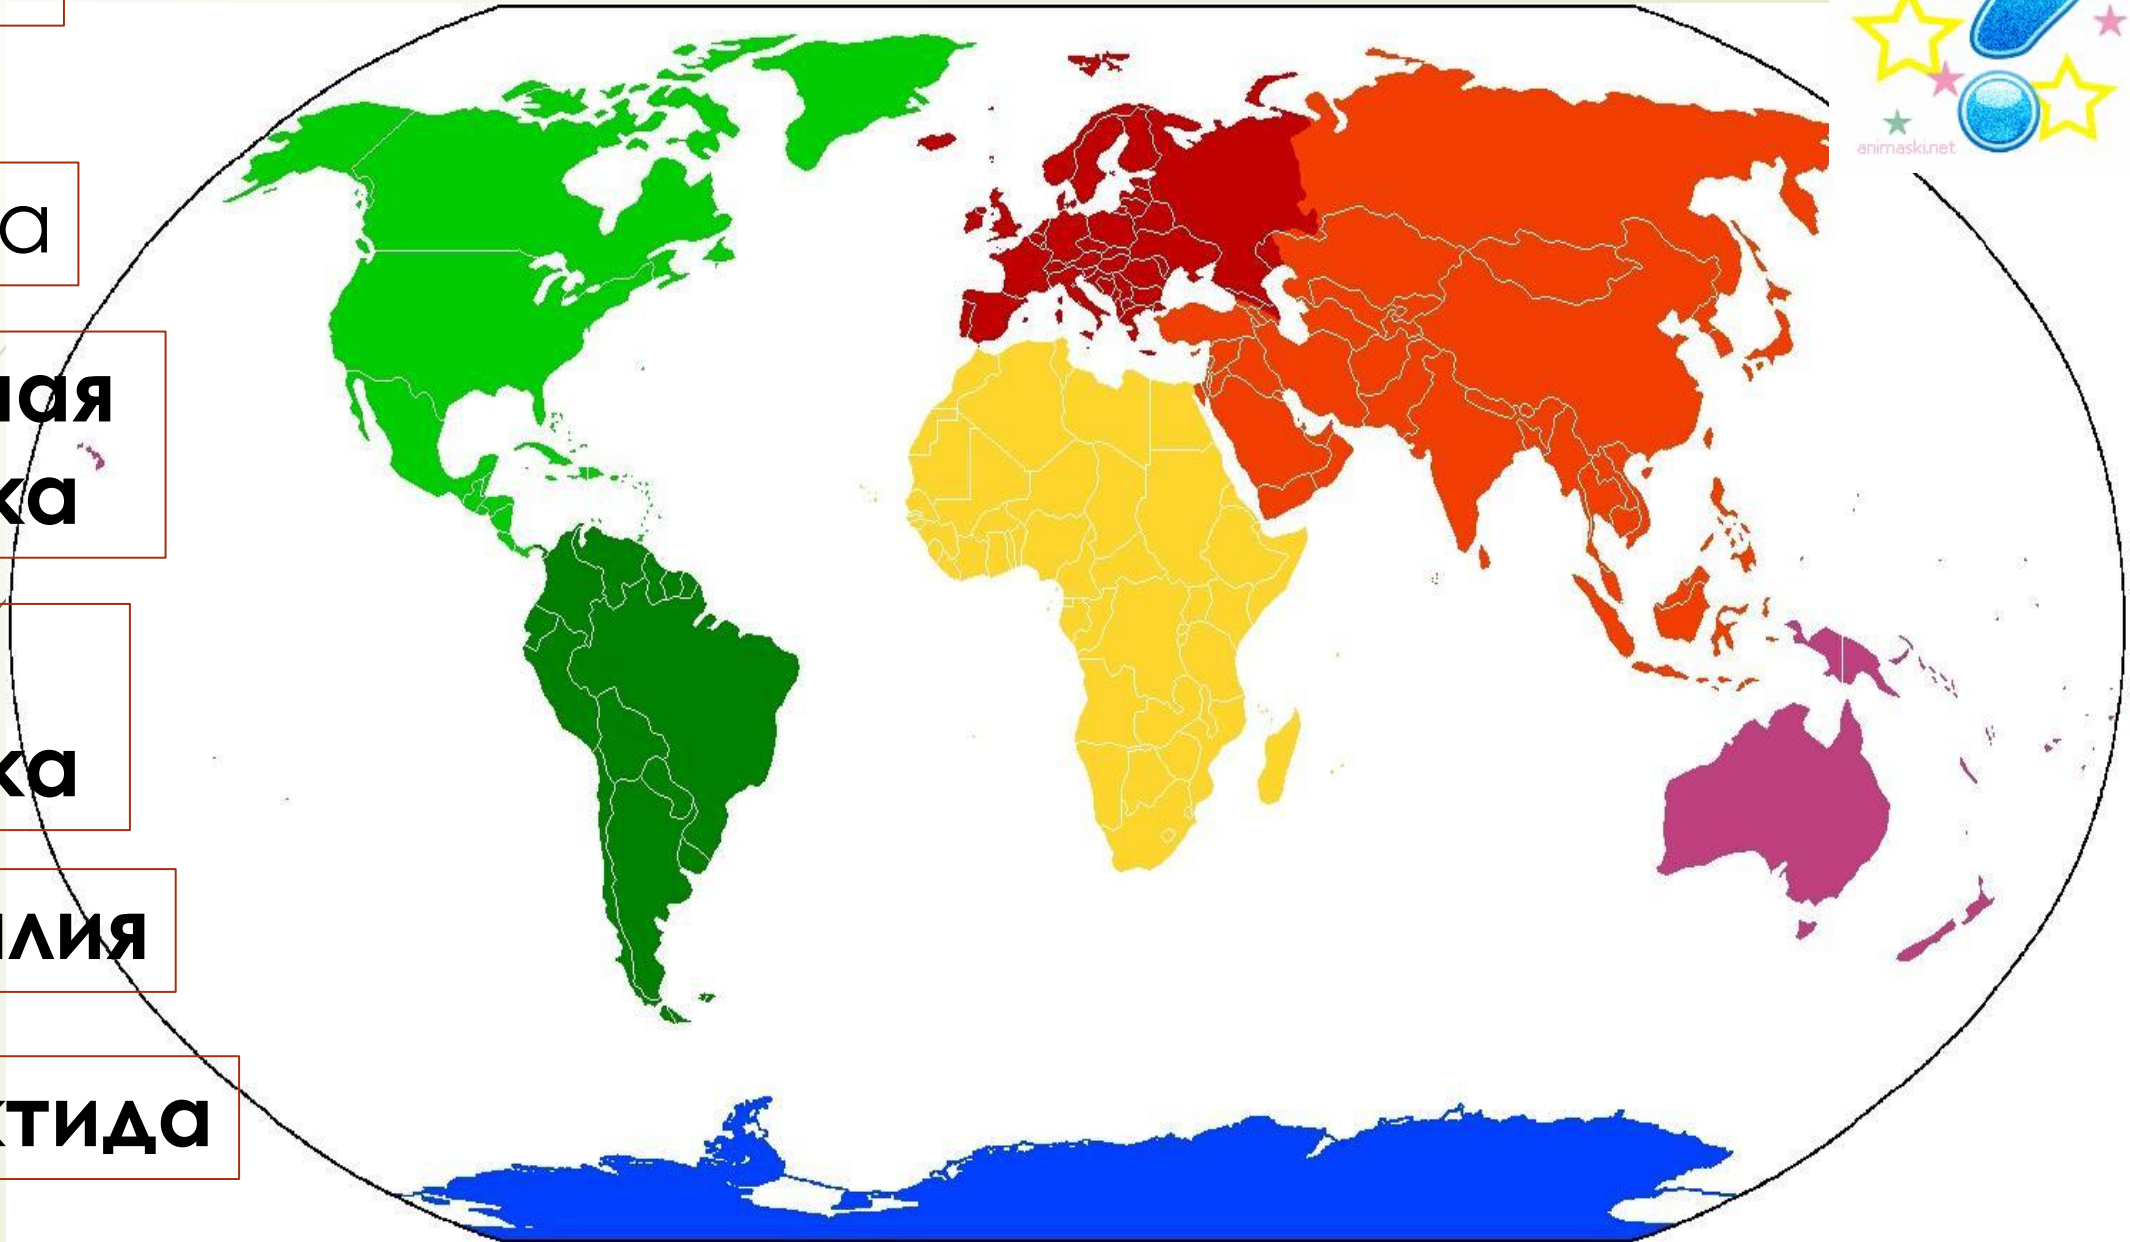 а
ная
ка
ка
лия
ктида
animaski.net